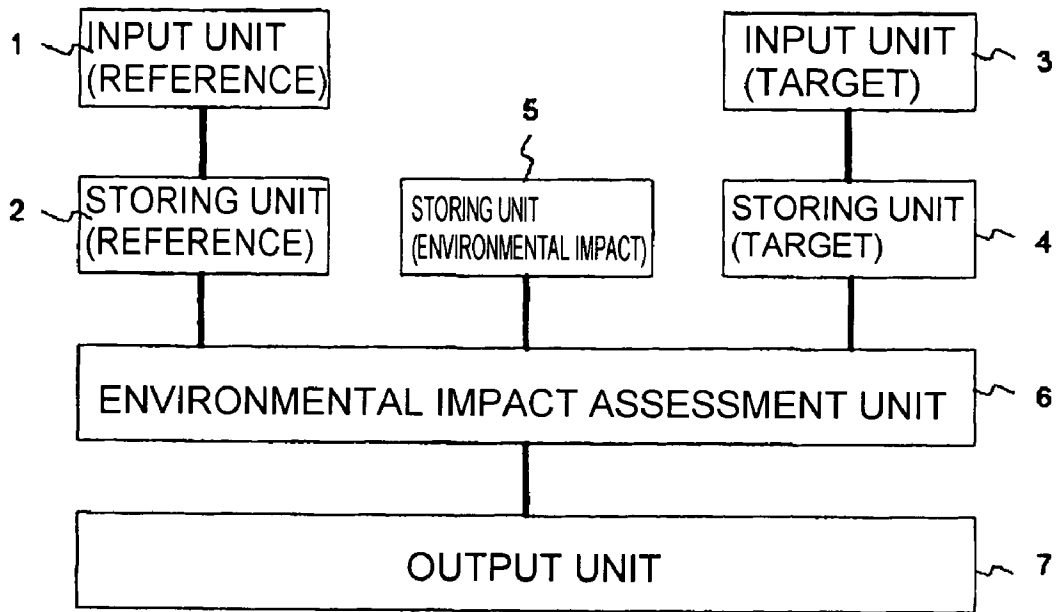 1
INPUT UNIT
(REFERENCE)
INPUT UNIT
(TARGET)
3
5
2
STORING UNIT
(REFERENCE)
STORING UNIT
(ENVIRONMENTAL IMPACT)
STORING UNIT
(TARGET)
4
ENVIRONMENTAL IMPACT ASSESSMENT UNIT
6
OUTPUT UNIT
7